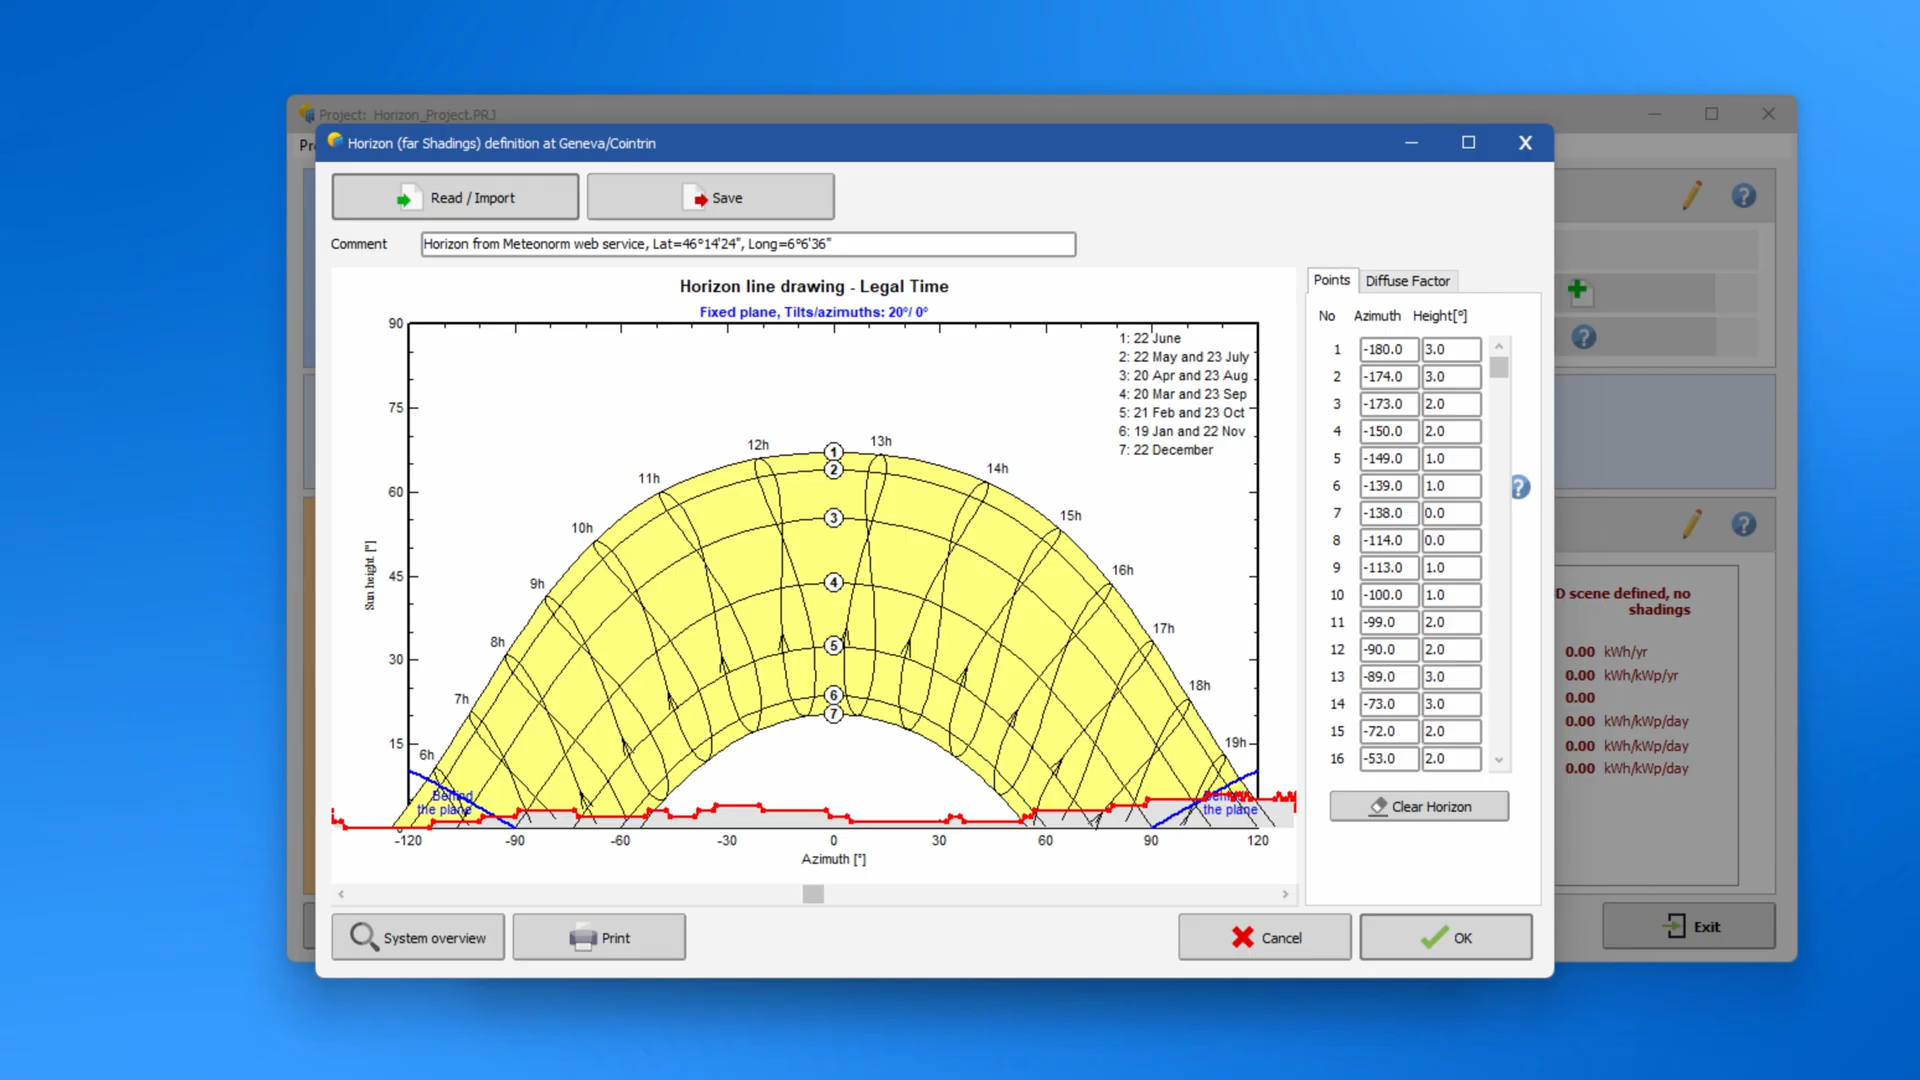 Project: Horizon_Project.PRJ
Horizon (far Shadings) definition at Geneva/Cointrin
Read / Import
Save
Comment
Horizon from Meteonorm web service, Lat=46°14'24", Long=6°6'36"
Horizon line drawing - Legal Time
Fixed plane, Tilts/azimuths: 20°/ 0°
1: 22 June
2: 22 May and 23 July
3: 20 Apr and 23 Aug
4: 20 Mar and 23 Sep
5: 21 Feb and 23 Oct
6: 19 Jan and 22 Nov
7: 22 December
90
75
60
45
30
15
0
Sun height [°]
6h
7h
8h
9h
10h
11h
12h
13h
14h
15h
16h
17h
18h
19h
1
2
3
4
5
6
7
Behind
the plane
Behind
the plane
-120 -90 -60 -30 0 30 60 90 120
Azimuth [°]
Points
Diffuse Factor
No Azimuth Height[°]
1 -180.0 3.0
2 -174.0 3.0
3 -173.0 2.0
4 -150.0 2.0
5 -149.0 1.0
6 -139.0 1.0
7 -138.0 0.0
8 -114.0 0.0
9 -113.0 1.0
10 -100.0 1.0
11 -99.0 2.0
12 -90.0 2.0
13 -89.0 3.0
14 -73.0 3.0
15 -72.0 2.0
16 -53.0 2.0
Clear Horizon
System overview
Print
Cancel
OK
D scene defined, no
shadings
0.00 kWh/yr
0.00 kWh/kWp/yr
0.00
0.00 kWh/kWp/day
0.00 kWh/kWp/day
0.00 kWh/kWp/day
Exit